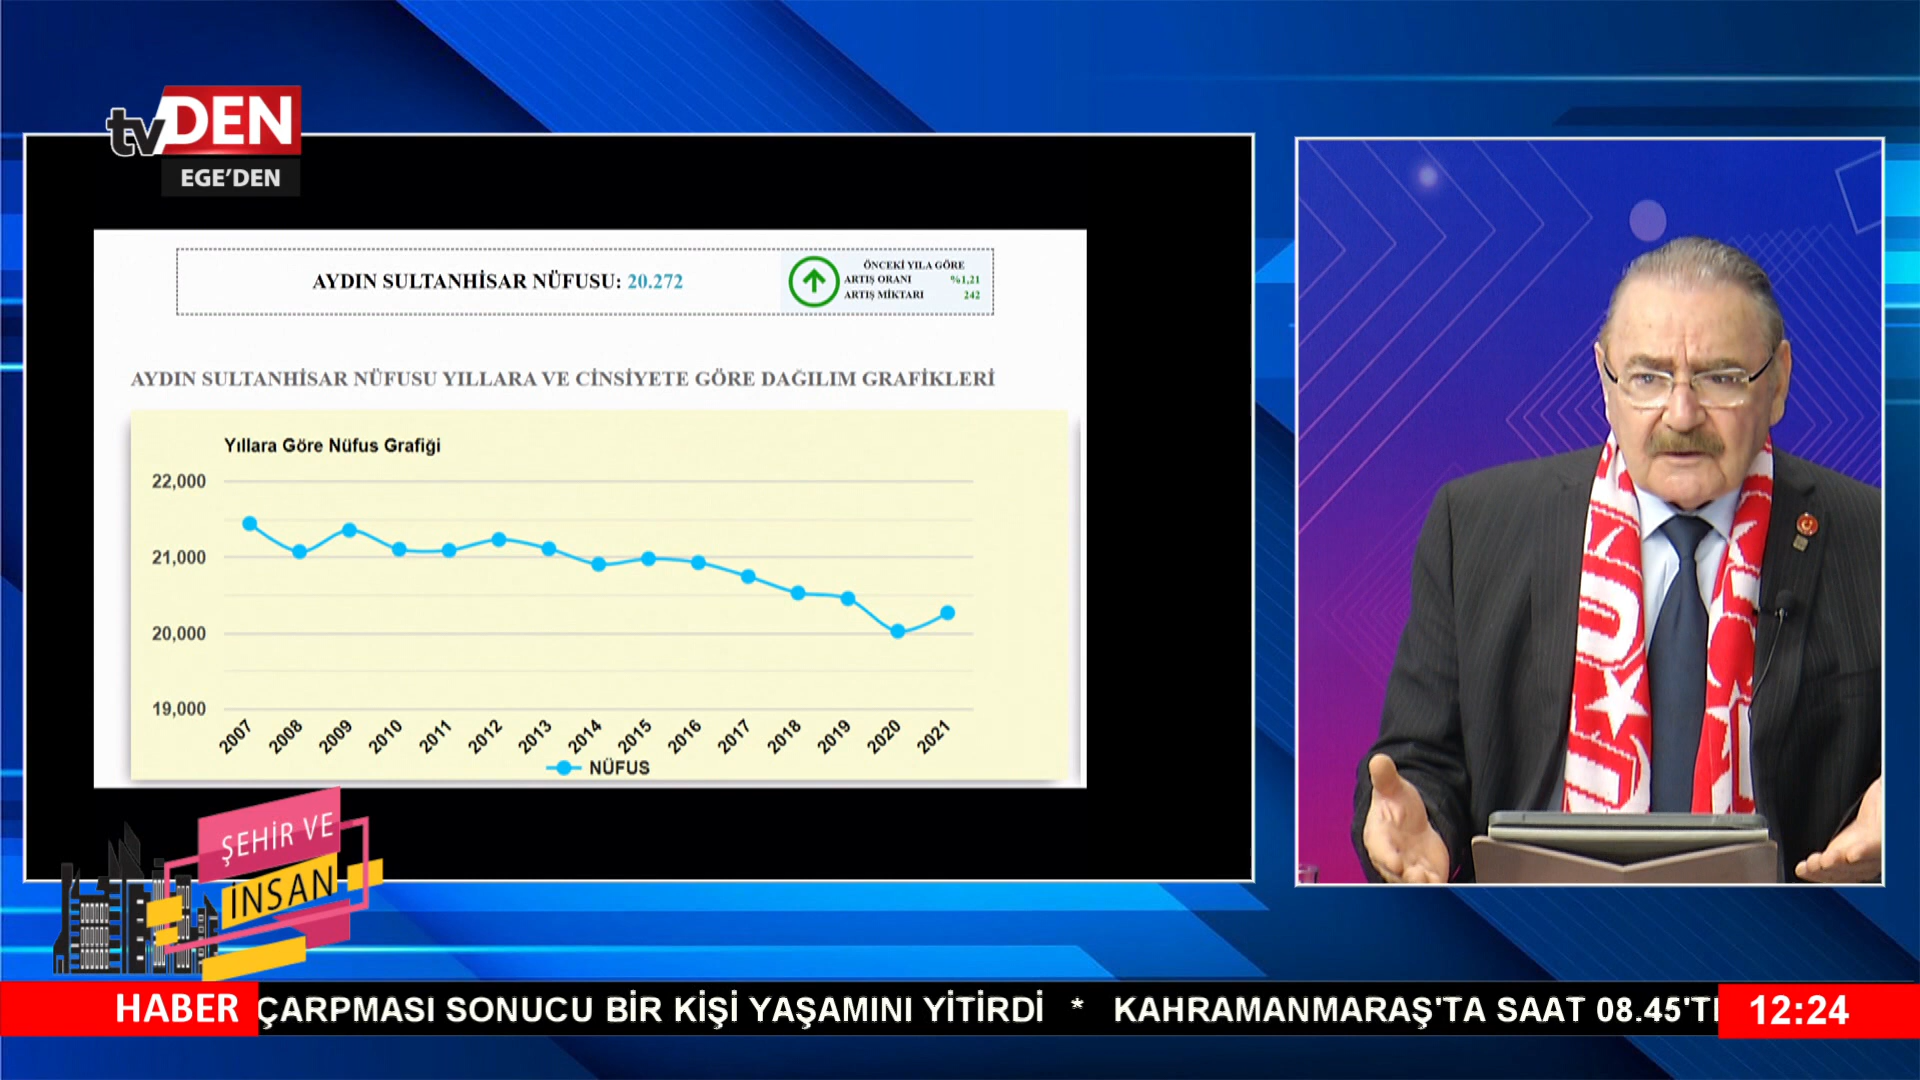 tvDEN
EGE'DEN
AYDIN SULTANHİSAR NÜFUSU: 20.272
ÖNCEKİ YILA GÖRE
ARTIŞ ORANI %1,21
ARTIŞ MİKTARI 242
AYDIN SULTANHİSAR NÜFUSU YILLARA VE CİNSİYETE GÖRE DAĞILIM GRAFİKLERİ
Yıllara Göre Nüfus Grafiği
22,000
21,000
20,000
19,000
2007 2008 2009 2010 2011 2012 2013 2014 2015 2016 2017 2018 2019 2020 2021
NÜFUS
ŞEHİR VE
İNSAN
HABER ÇARPMASI SONUCU BİR KİŞİ YAŞAMINI YİTİRDİ * KAHRAMANMARAŞ'TA SAAT 08.45'TE 12:24